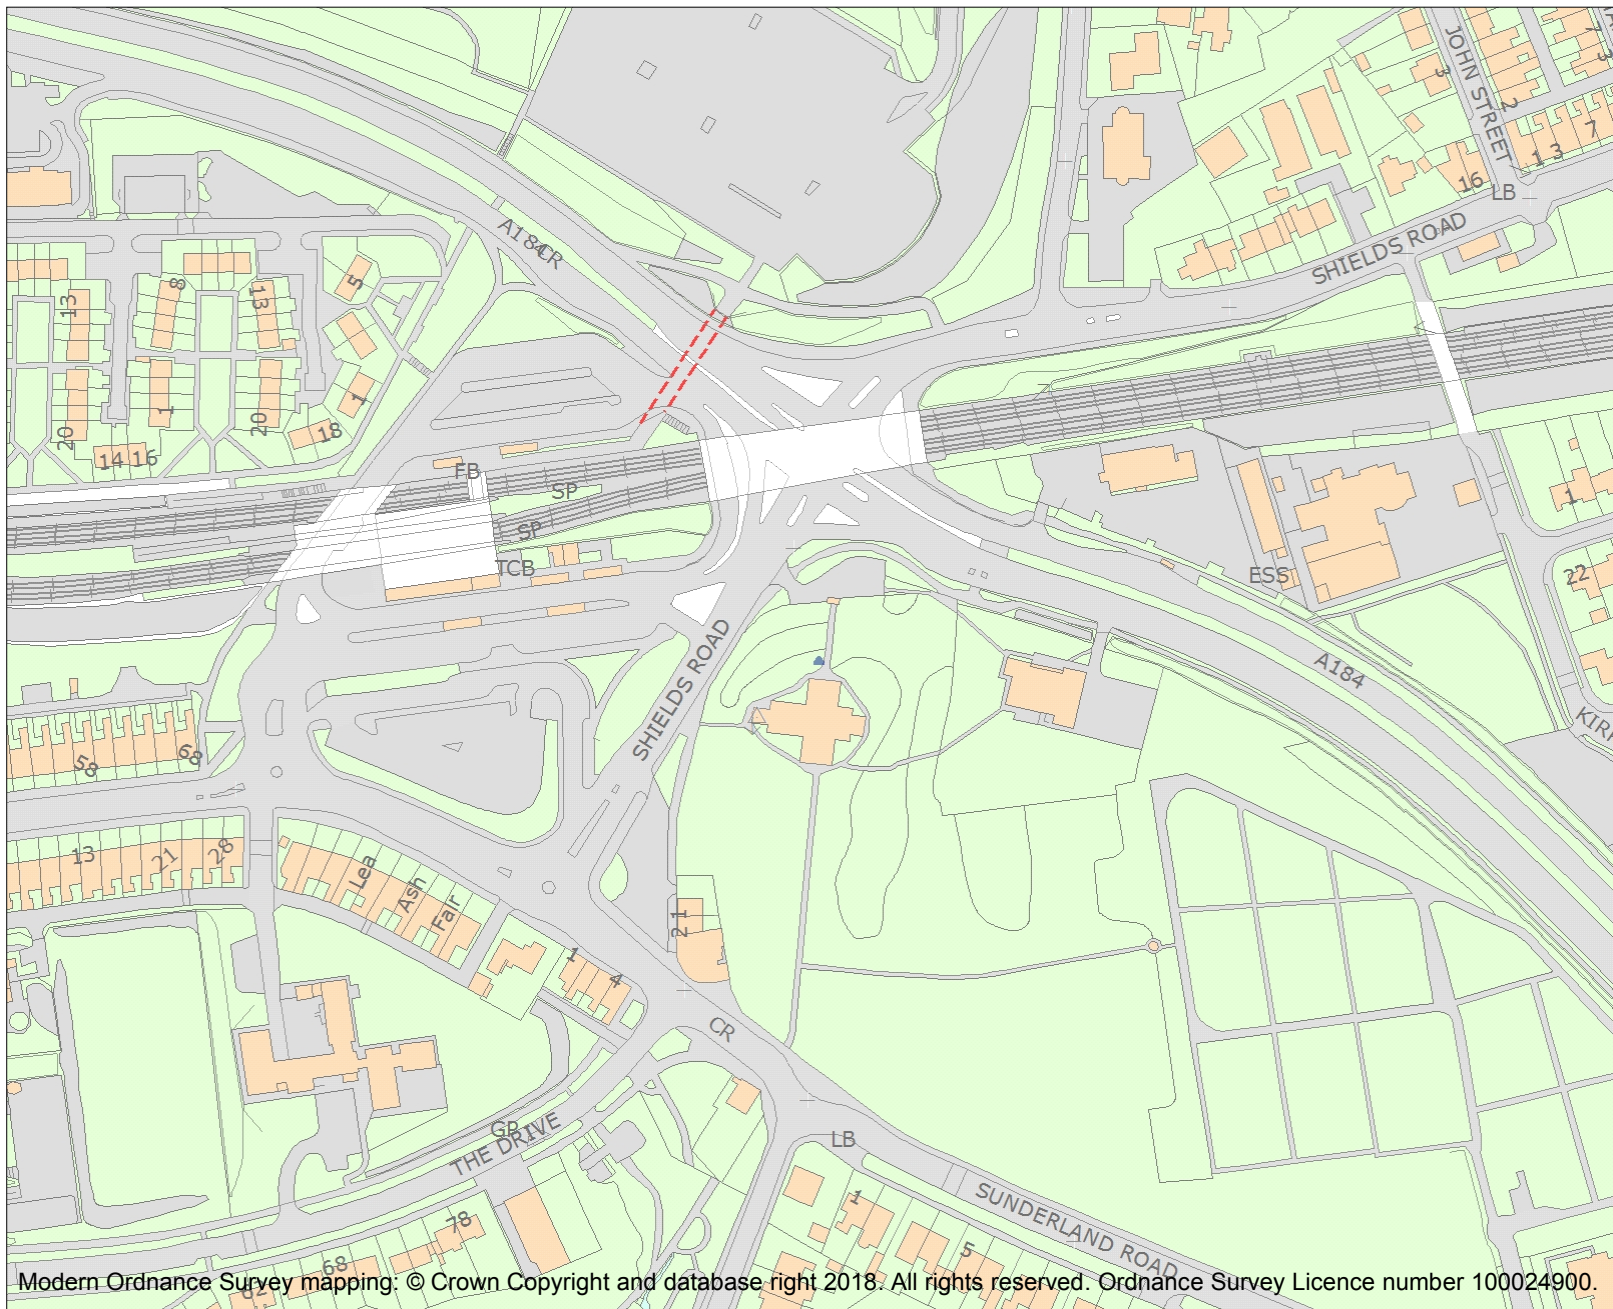 JOHN STREET
3
2
7
3
7
1 3
16
LB
SHIELDS ROAD
A184
CR
13
8
13
5
1
1
20
20
18
14 16
FB
SP
SP
TCB
ESS
1
22
SHIELDS ROAD
A184
58
68
13
21
28
Lea
Ash
Fair
2 1
1
4
CR
GP
THE DRIVE
LB
SUNDERLAND ROAD
1
5
78
68
62
Modern Ordnance Survey mapping: © Crown Copyright and database right 2018. All rights reserved. Ordnance Survey Licence number 100024900.